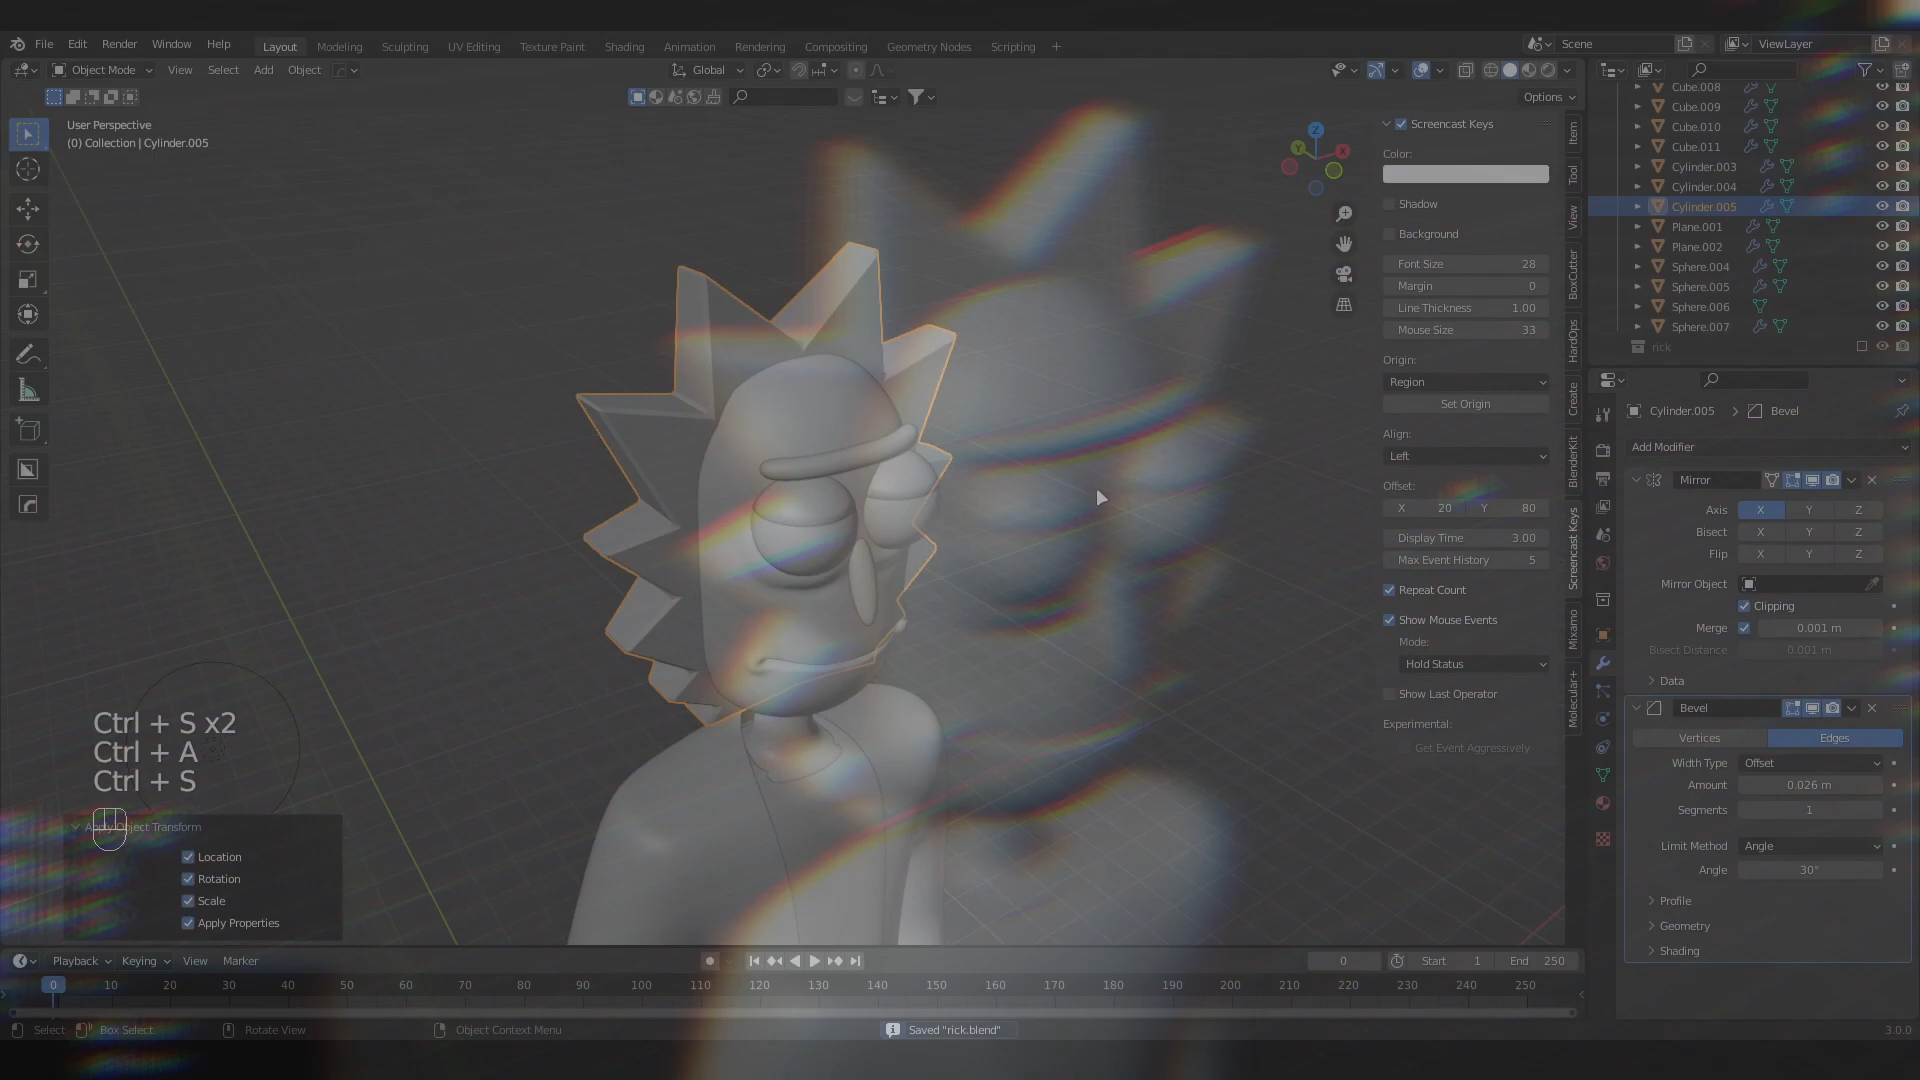 File Edit Render Window Help Layout Modeling Sculpting UV Editing Texture Paint Shading Animation Rendering Compositing Geometry Nodes Scripting + Scene ViewLayer
Object Mode View Select Add Object Global
Options
User Perspective
(0) Collection | Cylinder.005
Z
Y
X
Screencast Keys
Color:
Shadow
Background
Font Size 28
Margin 0
Line Thickness 1.00
Mouse Size 33
Origin:
Region
Set Origin
Align:
Left
Offset:
X 20 Y 80
Display Time 3.00
Max Event History 5
Repeat Count
Show Mouse Events
Mode:
Hold Status
Show Last Operator
Experimental:
Get Event Aggressively
Item
Tool
View
BoxCutter
HardOps
Create
BlenderKit
Screencast Keys
Mixamo
Molecular+
Cube.008
Cube.009
Cube.010
Cube.011
Cylinder.003
Cylinder.004
Cylinder.005
Plane.001
Plane.002
Sphere.004
Sphere.005
Sphere.006
Sphere.007
rick
Cylinder.005 > Bevel
Add Modifier
Mirror
Axis X Y Z
Bisect X Y Z
Flip X Y Z
Mirror Object
Clipping
Merge 0.001 m
Bisect Distance 0.001 m
Data
Bevel
Vertices Edges
Width Type Offset
Amount 0.026 m
Segments 1
Limit Method Angle
Angle 30°
Profile
Geometry
Shading
Ctrl + S x2
Ctrl + A
Ctrl + S
Apply Object Transform
Location
Rotation
Scale
Apply Properties
Playback Keying View Marker 0 Start 1 End 250
0 10 20 30 40 50 60 70 80 90 100 110 120 130 140 150 160 170 180 190 200 210 220 230 240 250
Select Box Select Rotate View Object Context Menu Saved "rick.blend" 3.0.0